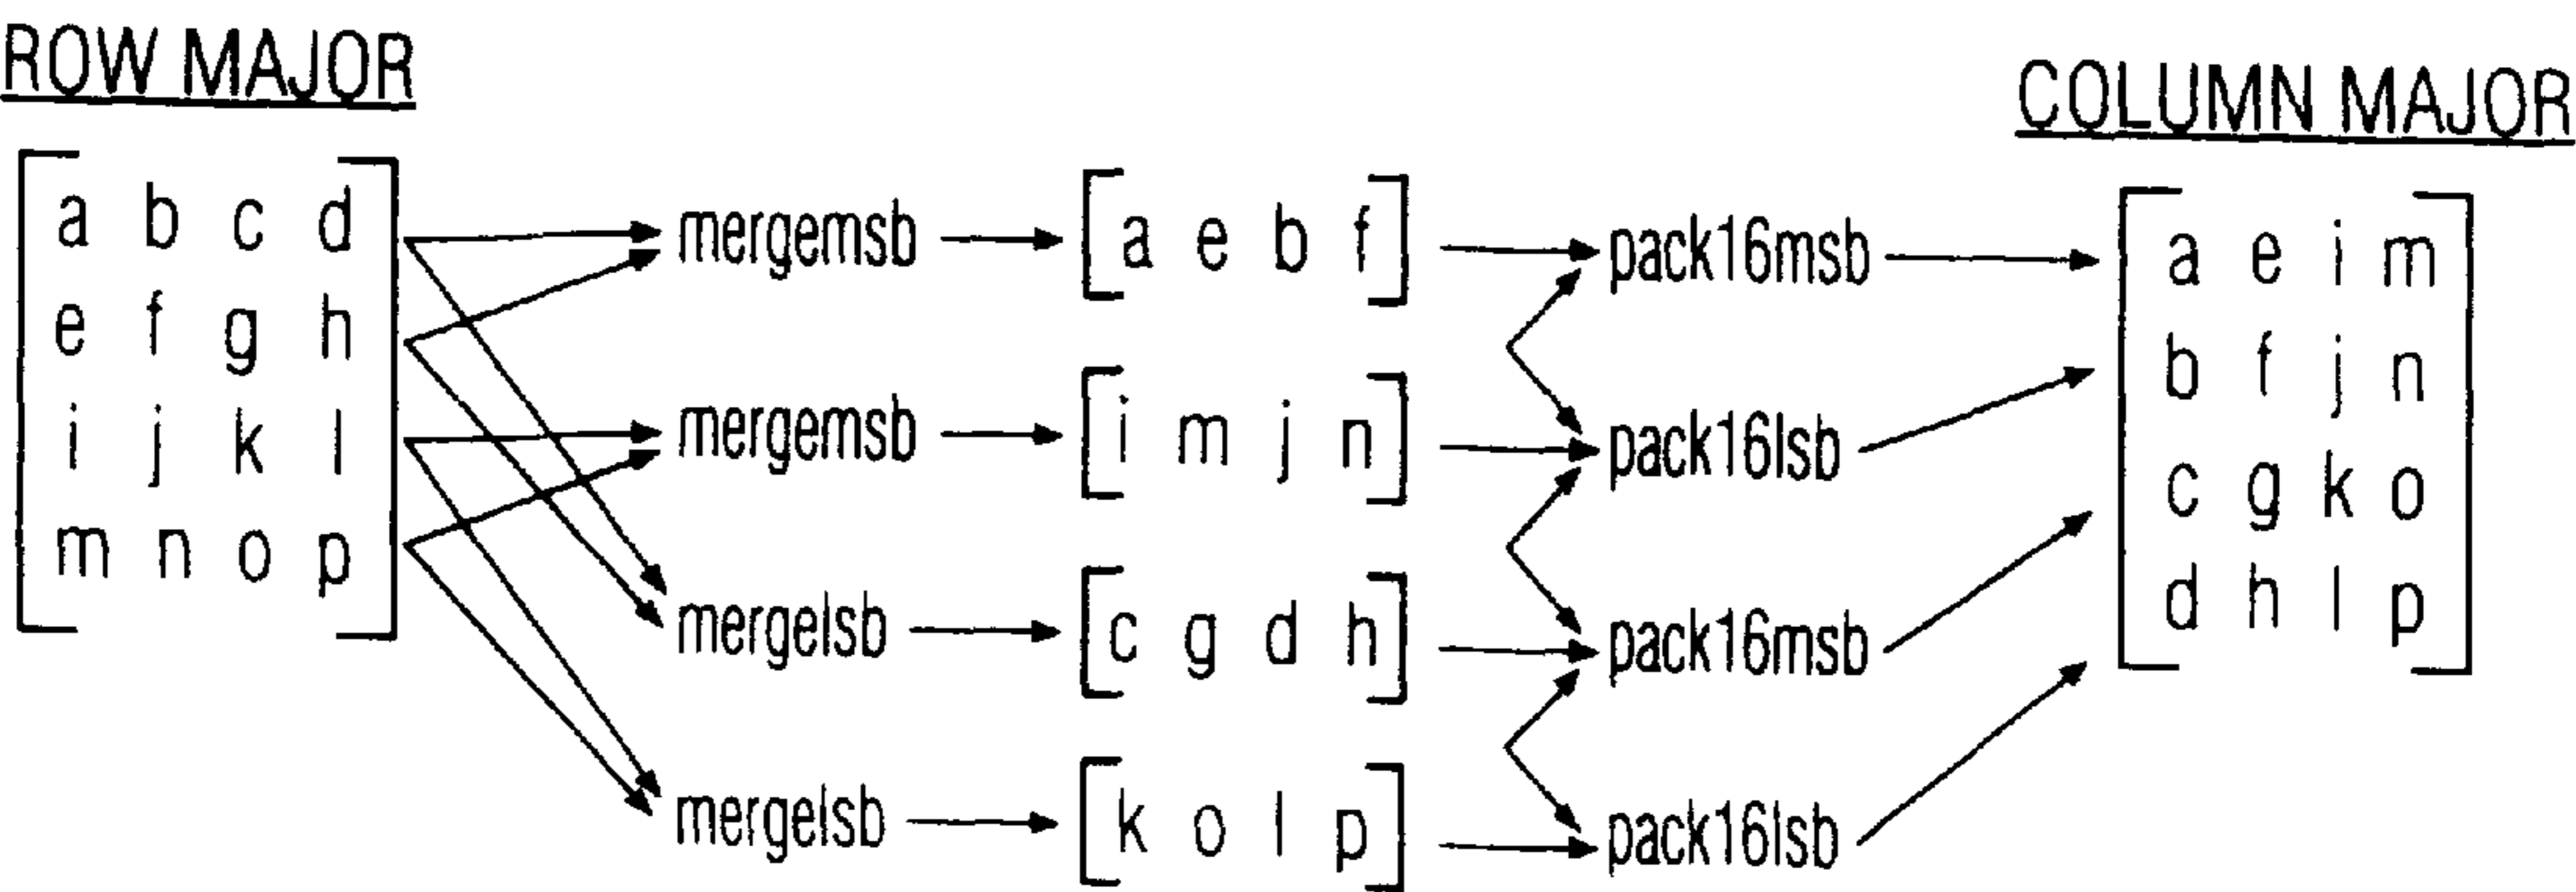 ROW MAJOR
a b c d
e f g h
i j k l
m n o p
mergemsb
mergemsb
mergelsb
mergelsb
a e b f
i m j n
c g d h
k o l p
pack16msb
pack16lsb
pack16msb
pack16lsb
COLUMN MAJOR
a e i m
b f j n
c g k o
d h l p